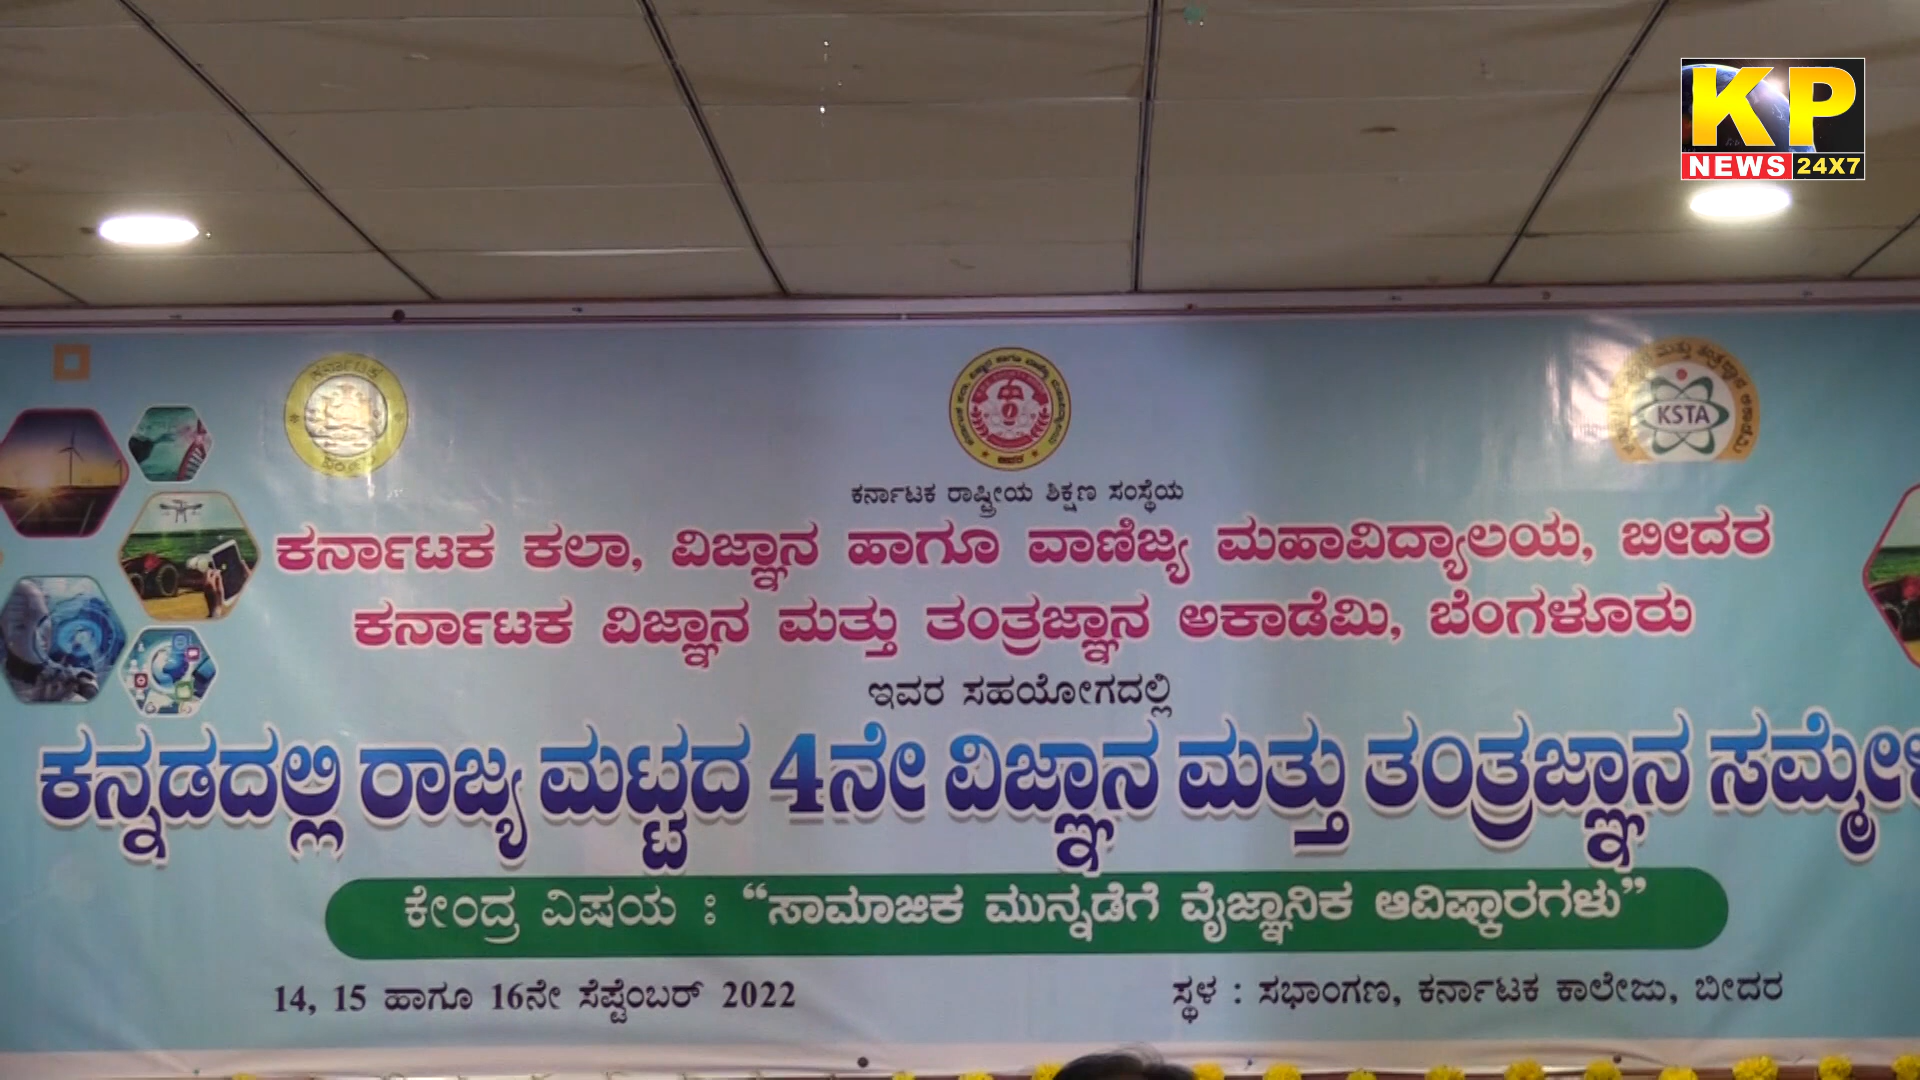 KP
NEWS 24X7
ಕರ್ನಾಟಕ
KSTA
ಕರ್ನಾಟಕ ರಾಷ್ಟ್ರೀಯ ಶಿಕ್ಷಣ ಸಂಸ್ಥೆಯ
ಕರ್ನಾಟಕ ಕಲಾ, ವಿಜ್ಞಾನ ಹಾಗೂ ವಾಣಿಜ್ಯ ಮಹಾವಿದ್ಯಾಲಯ, ಬೀದರ
ಕರ್ನಾಟಕ ವಿಜ್ಞಾನ ಮತ್ತು ತಂತ್ರಜ್ಞಾನ ಅಕಾಡೆಮಿ, ಬೆಂಗಳೂರು
ಇವರ ಸಹಯೋಗದಲ್ಲಿ
ಕನ್ನಡದಲ್ಲಿ ರಾಜ್ಯ ಮಟ್ಟದ 4ನೇ ವಿಜ್ಞಾನ ಮತ್ತು ತಂತ್ರಜ್ಞಾನ
ಕೇಂದ್ರ ವಿಷಯ : “ಸಾಮಾಜಿಕ ಮುನ್ನಡೆಗೆ ವೈಜ್ಞಾನಿಕ ಆವಿಷ್ಕಾರಗಳು”
14, 15 ಹಾಗೂ 16ನೇ ಸೆಪ್ಟೆಂಬರ್ 2022
ಸ್ಥಳ : ಸಭಾಂಗಣ, ಕರ್ನಾಟಕ ಕಾಲೇಜು, ಬೀದರ